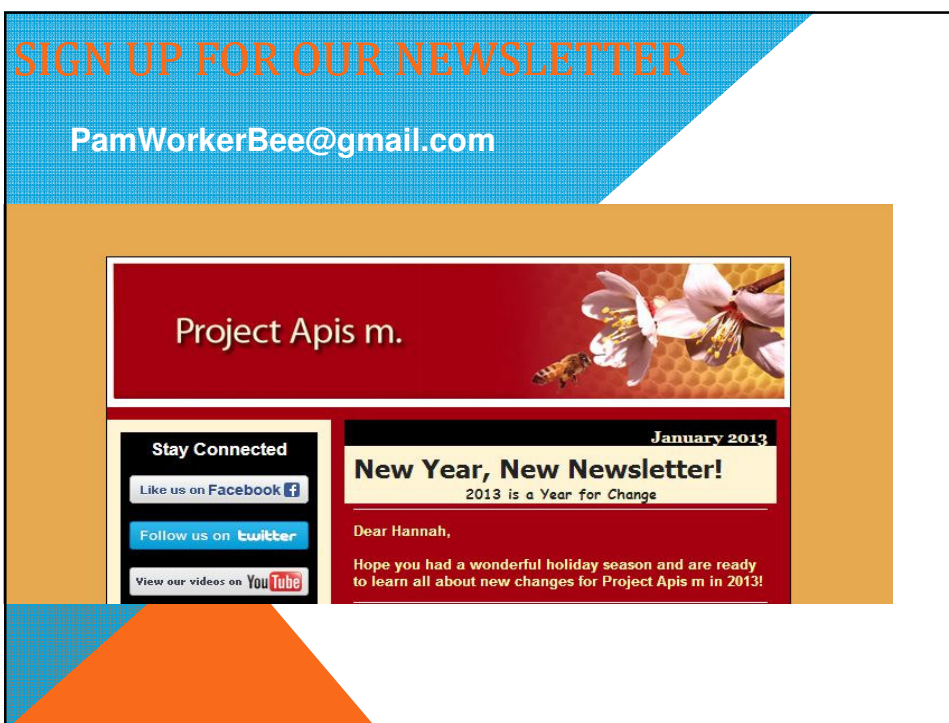 SIGN UP FOR OUR NEWSLETTER
PamWorkerBee@gmail.com
Project Apis m.
Stay Connected
Like us on Facebook f
Follow us on twitter
View our videos on YouTube
January 2013
New Year, New Newsletter!
2013 is a Year for Change
Dear Hannah,
Hope you had a wonderful holiday season and are ready
to learn all about new changes for Project Apis m in 2013!